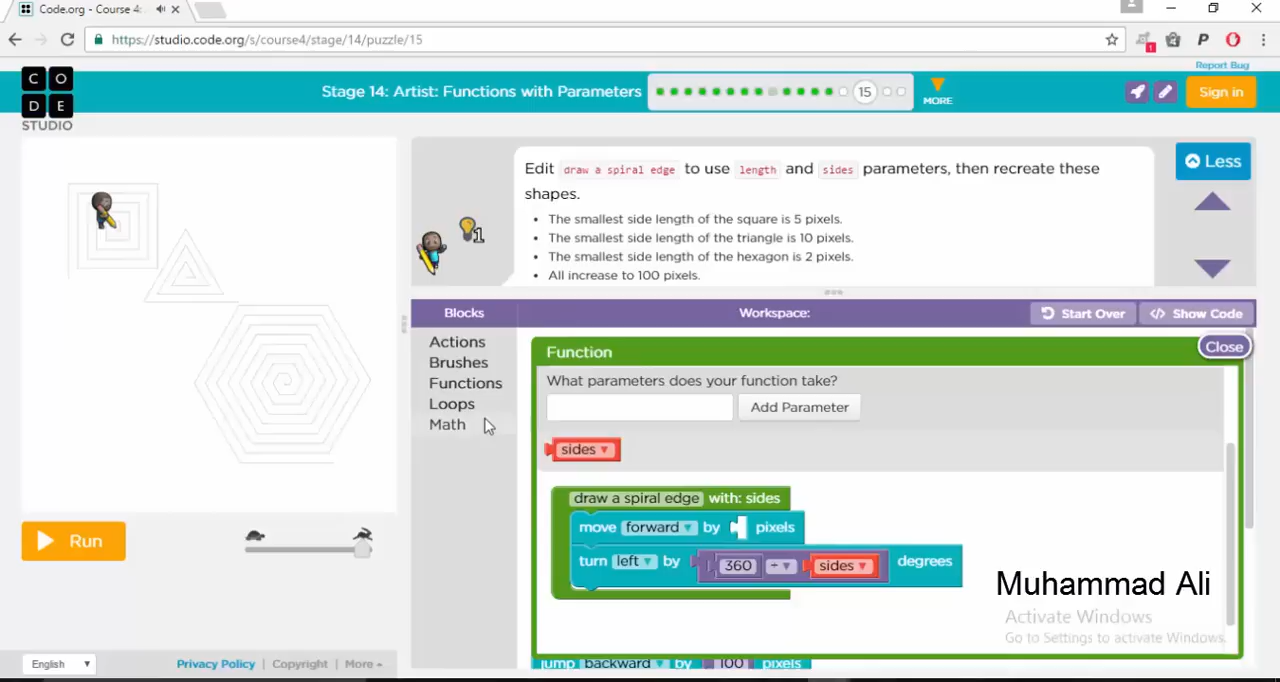 Code.org - Course 4:
https://studio.code.org/s/course4/stage/14/puzzle/15
1
Report Bug
C O
D E
STUDIO
Stage 14: Artist: Functions with Parameters
15
MORE
Sign in
Edit draw a spiral edge to use length and sides parameters, then recreate these
shapes.
• The smallest side length of the square is 5 pixels.
• The smallest side length of the triangle is 10 pixels.
• The smallest side length of the hexagon is 2 pixels.
• All increase to 100 pixels.
1
Less
Blocks
Workspace:
Start Over
Show Code
Actions
Brushes
Functions
Loops
Math
Function
Close
What parameters does your function take?
Add Parameter
sides
draw a spiral edge with: sides
move forward by pixels
turn left by 360 ÷ sides degrees
jump backward by 100 pixels
Run
Muhammad Ali
Activate Windows
Go to Settings to activate Windows.
English
Privacy Policy | Copyright | More